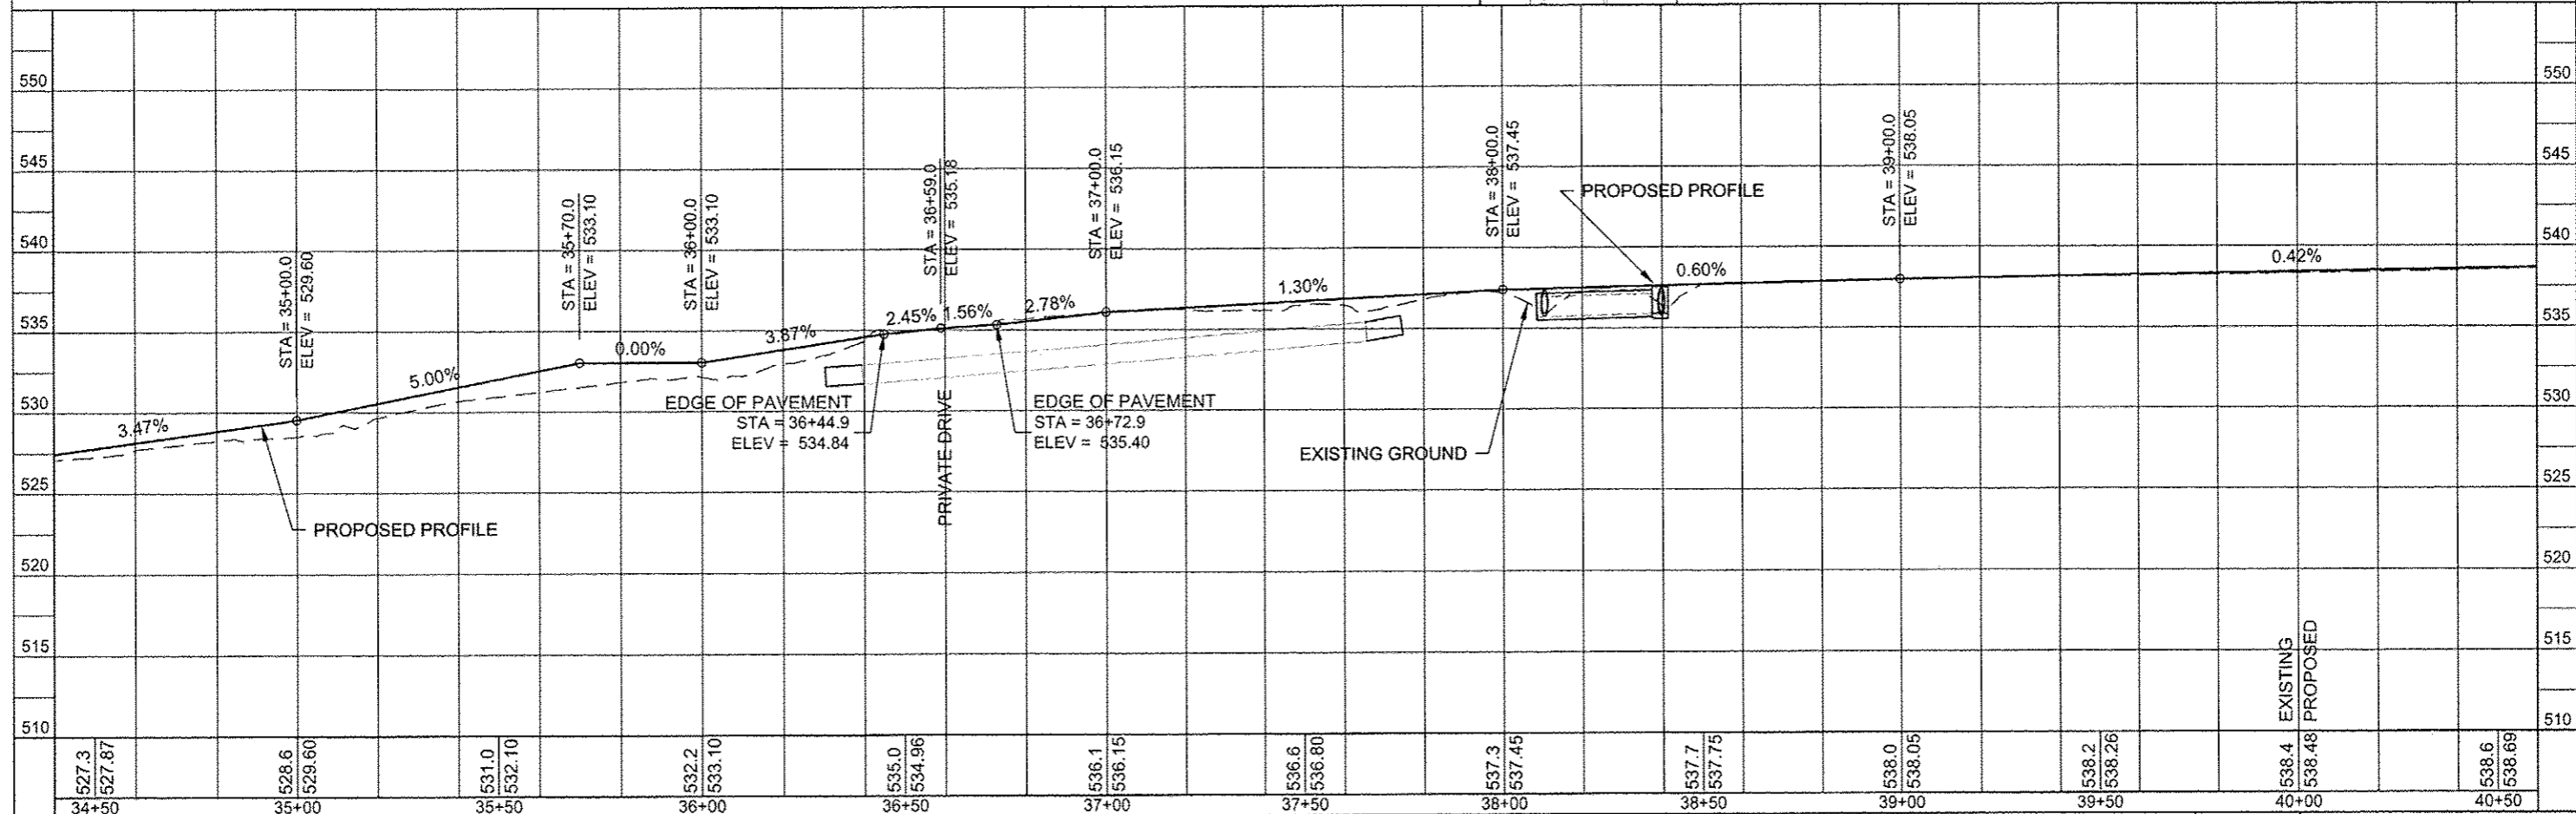 550
545
540
535
530
525
520
515
510
550
545
540
535
530
525
520
515
510
STA = 35+00.0
ELEV = 529.60
STA = 35+70.0
ELEV = 533.10
STA = 36+00.0
ELEV = 533.10
STA = 36+59.0
ELEV = 535.18
STA = 37+00.0
ELEV = 536.15
STA = 38+00.0
ELEV = 537.45
STA = 39+00.0
ELEV = 538.05
3.47%
5.00%
0.00%
3.87%
2.45%
1.56%
2.78%
1.30%
0.60%
0.42%
PROPOSED PROFILE
PROPOSED PROFILE
EDGE OF PAVEMENT
STA = 36+44.9
ELEV = 534.84
PRIVATE DRIVE
EDGE OF PAVEMENT
STA = 36+72.9
ELEV = 535.40
EXISTING GROUND
EXISTING
PROPOSED
527.3
527.87
528.6
529.60
531.0
532.10
532.2
533.10
535.0
534.96
536.1
536.15
536.6
536.80
537.3
537.45
537.7
537.75
538.0
538.05
538.2
538.26
538.4
538.48
538.6
538.69
34+50
35+00
35+50
36+00
36+50
37+00
37+50
38+00
38+50
39+00
39+50
40+00
40+50